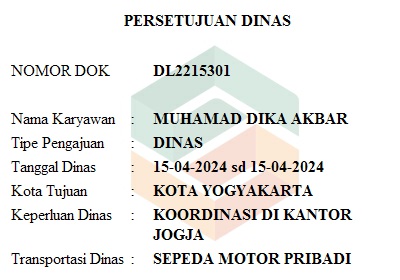 PERSETUJUAN DINAS
NOMOR DOK DL2215301
Nama Karyawan : MUHAMAD DIKA AKBAR
Tipe Pengajuan : DINAS
Tanggal Dinas : 15-04-2024 sd 15-04-2024
Kota Tujuan : KOTA YOGYAKARTA
Keperluan Dinas : KOORDINASI DI KANTOR
JOGJA
Transportasi Dinas : SEPEDA MOTOR PRIBADI